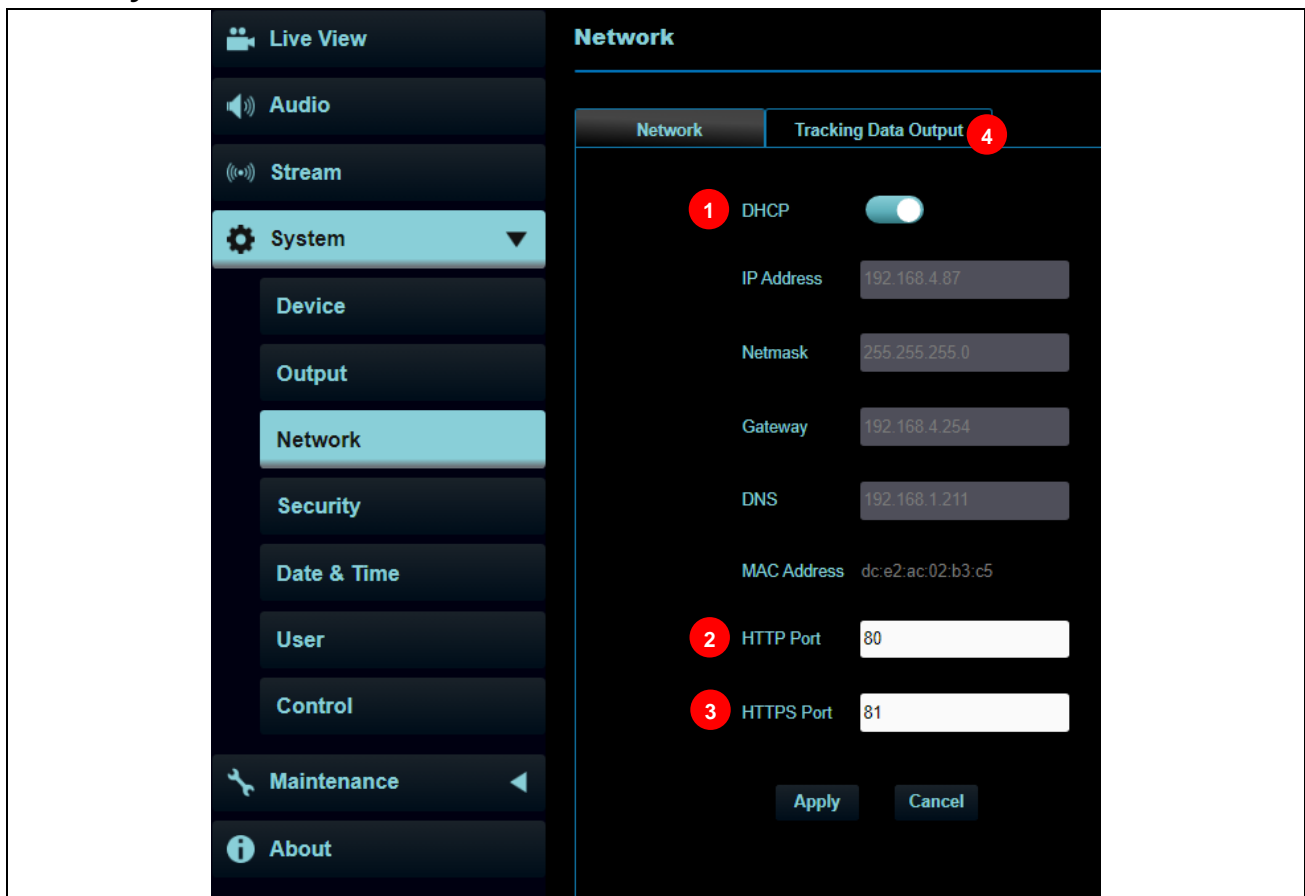 Live View
Audio
Stream
System
Device
Output
Network
Security
Date & Time
User
Control
Maintenance
About
Network
Network
Tracking Data Output 4
1 DHCP
IP Address 192.168.4.87
Netmask 255.255.255.0
Gateway 192.168.4.254
DNS 192.168.1.211
MAC Address dc:e2:ac:02:b3:c5
2 HTTP Port 80
3 HTTPS Port 81
Apply Cancel